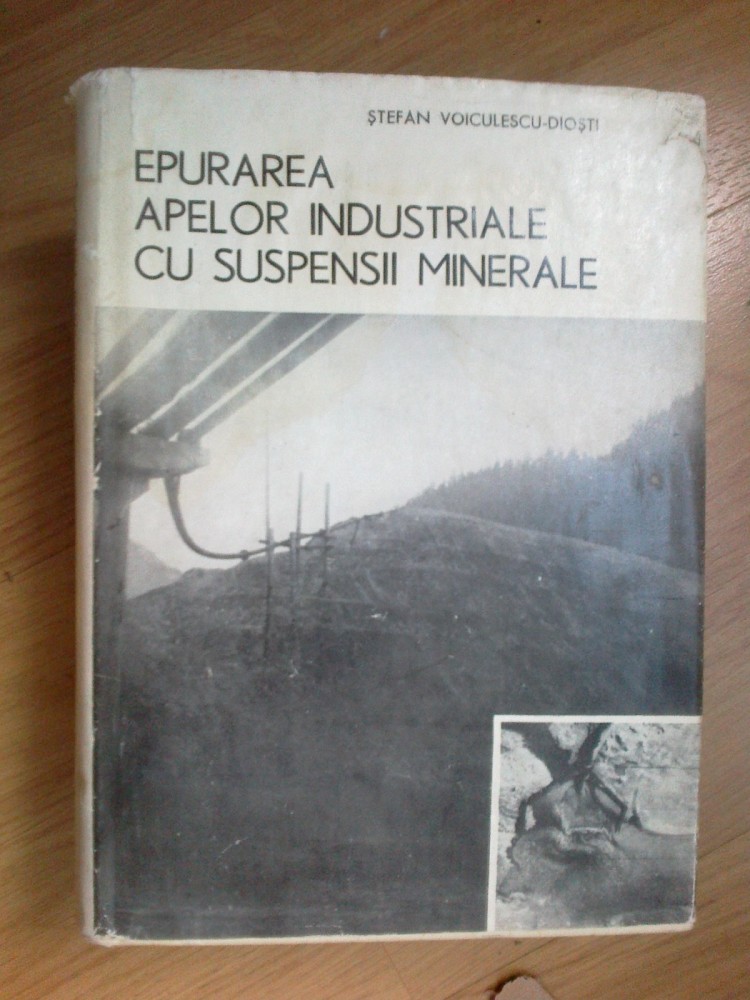 ŞTEFAN VOICULESCU-DIOŞTI
EPURAREA
APELOR INDUSTRIALE
CU SUSPENSII MINERALE